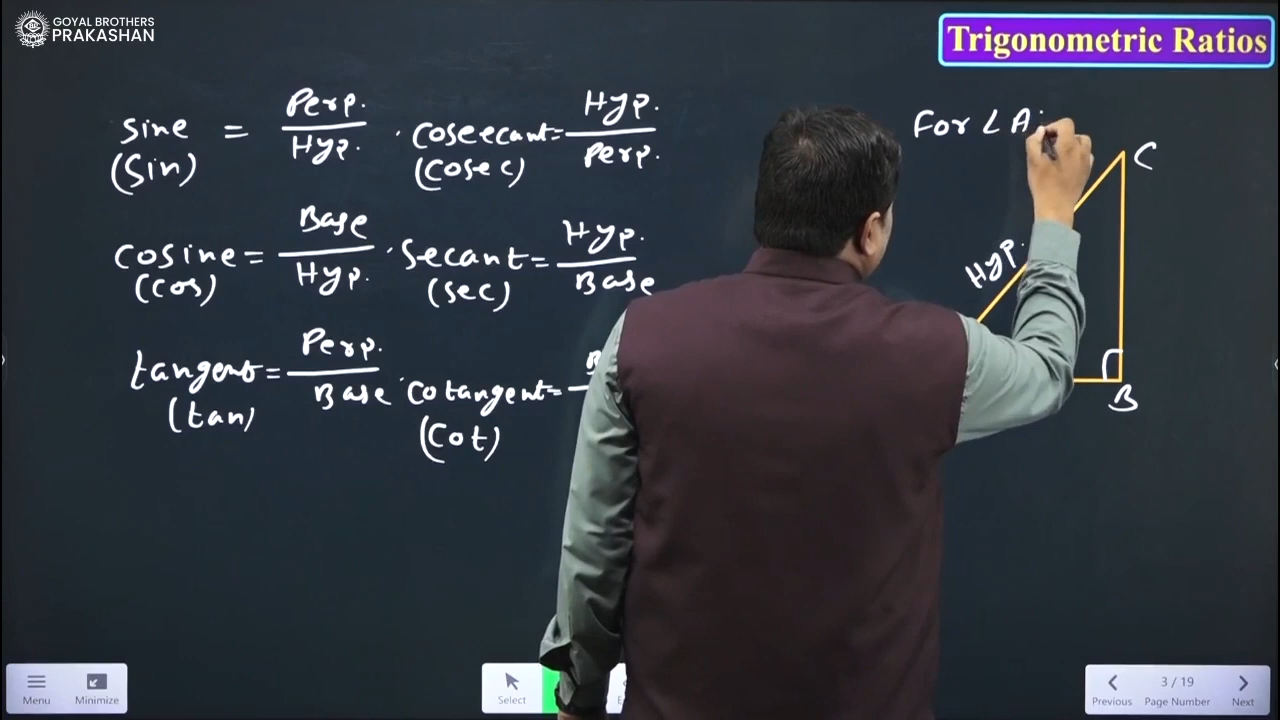 GOYAL BROTHERS
PRAKASHAN
Trigonometric Ratios
sine = Perp. / Hyp.
(Sin)
cosecant = Hyp. / Perp.
(cosec)
cosine = Base / Hyp.
(cos)
secant = Hyp. / Base
(sec)
tangent = Perp. / Base
(tan)
cotangent =
(Cot)
For ∠A
C
Hyp.
B
Menu
Minimize
Select
Previous
3 / 19
Page Number
Next